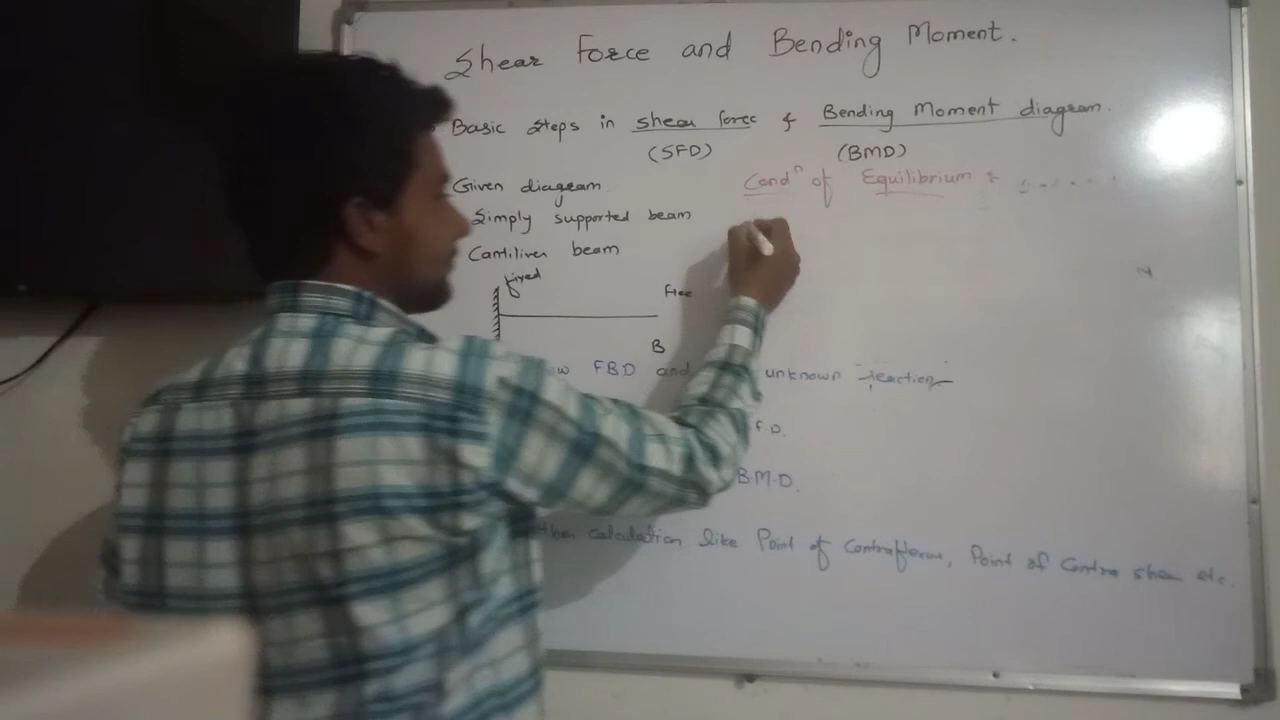 Shear Force and Bending Moment.
Basic Steps in shear force & Bending Moment diagram.
(SFD) (BMD)
Given diagram
Condⁿ of Equilibrium :
Simply supported beam
Cantiliver beam
fixed
Free
B
FBD and unknown reaction
F.D.
B.M.D.
calculation like Point of Contraflexure, Point of Contra shear etc.